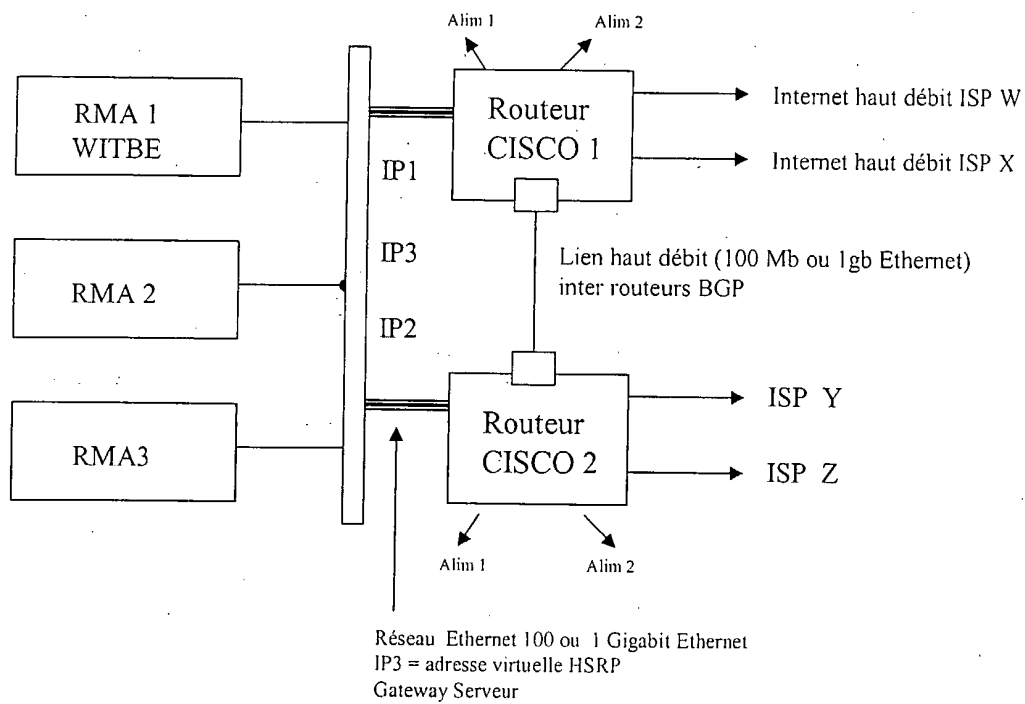 Alim 1
Alim 2
RMA 1
WITBE
Routeur
CISCO 1
Internet haut débit ISP W
Internet haut débit ISP X
IP1
Lien haut débit (100 Mb ou 1gb Ethernet)
inter routeurs BGP
IP3
RMA 2
IP2
Routeur
CISCO 2
ISP Y
ISP Z
RMA3
Alim 1
Alim 2
Réseau Ethernet 100 ou 1 Gigabit Ethernet
IP3 = adresse virtuelle HSRP
Gateway Serveur